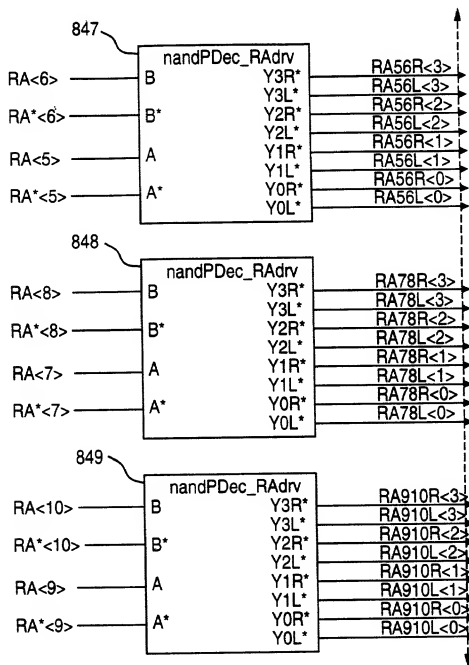 847
nandPDec_RAdrv
RA<6> B Y3R* RA56R<3>
Y3L* RA56L<3>
RA*<6> B* Y2R* RA56R<2>
Y2L* RA56L<2>
RA<5> A Y1R* RA56R<1>
Y1L* RA56L<1>
RA*<5> A* Y0R* RA56R<0>
Y0L* RA56L<0>
848
nandPDec_RAdrv
RA<8> B Y3R* RA78R<3>
Y3L* RA78L<3>
RA*<8> B* Y2R* RA78R<2>
Y2L* RA78L<2>
RA<7> A Y1R* RA78R<1>
Y1L* RA78L<1>
RA*<7> A* Y0R* RA78R<0>
Y0L* RA78L<0>
849
nandPDec_RAdrv
RA<10> B Y3R* RA910R<3>
Y3L* RA910L<3>
RA*<10> B* Y2R* RA910R<2>
Y2L* RA910L<2>
RA<9> A Y1R* RA910R<1>
Y1L* RA910L<1>
RA*<9> A* Y0R* RA910R<0>
Y0L* RA910L<0>